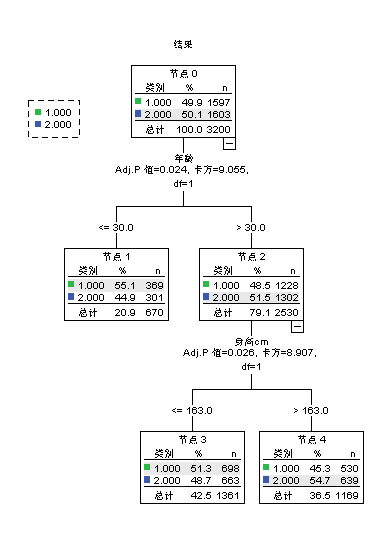 结果
1.000
2.000
节点 0
类别 % n
1.000 49.9 1597
2.000 50.1 1603
总计 100.0 3200
年龄
Adj.P 值=0.024, 卡方=9.055,
df=1
<= 30.0
> 30.0
节点 1
类别 % n
1.000 55.1 369
2.000 44.9 301
总计 20.9 670
节点 2
类别 % n
1.000 48.5 1228
2.000 51.5 1302
总计 79.1 2530
身高cm
Adj.P 值=0.026, 卡方=8.907,
df=1
<= 163.0
> 163.0
节点 3
类别 % n
1.000 51.3 698
2.000 48.7 663
总计 42.5 1361
节点 4
类别 % n
1.000 45.3 530
2.000 54.7 639
总计 36.5 1169